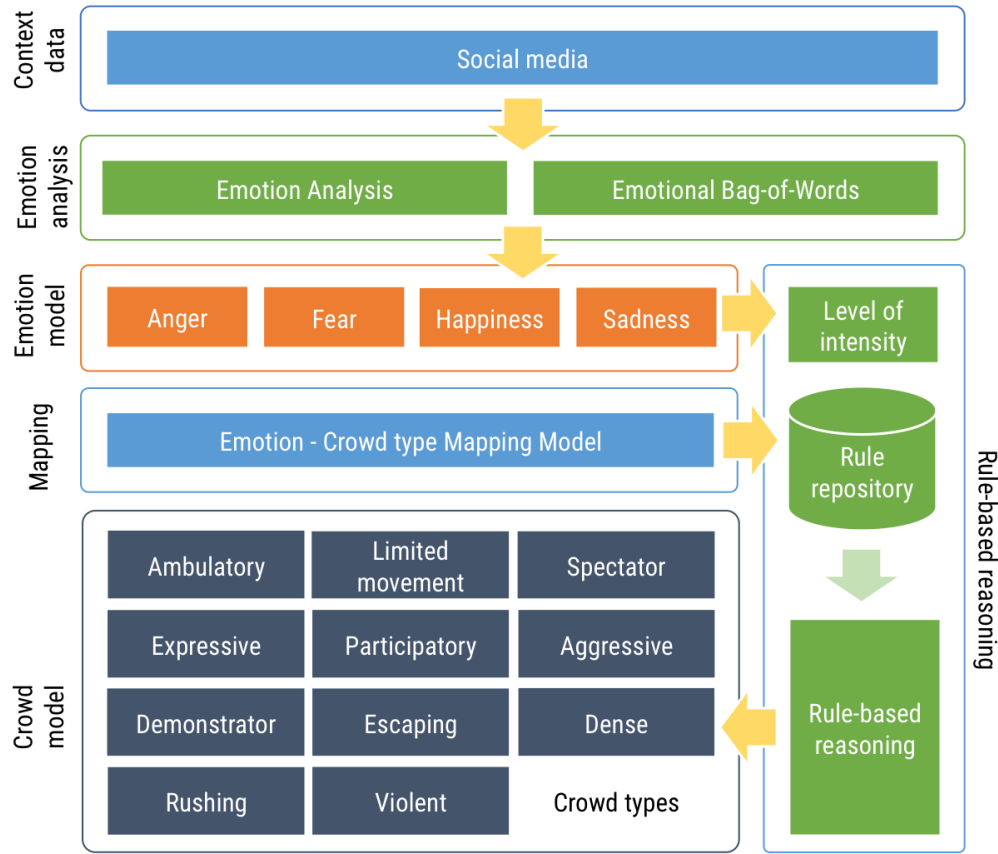 Context
data
Social media
Emotion
analysis
Emotion Analysis
Emotional Bag-of-Words
Emotion
model
Anger
Fear
Happiness
Sadness
Level of
intensity
Mapping
Emotion - Crowd type Mapping Model
Rule
repository
Rule-based reasoning
Crowd
model
Ambulatory
Limited
movement
Spectator
Expressive
Participatory
Aggressive
Demonstrator
Escaping
Dense
Rushing
Violent
Crowd types
Rule-based
reasoning